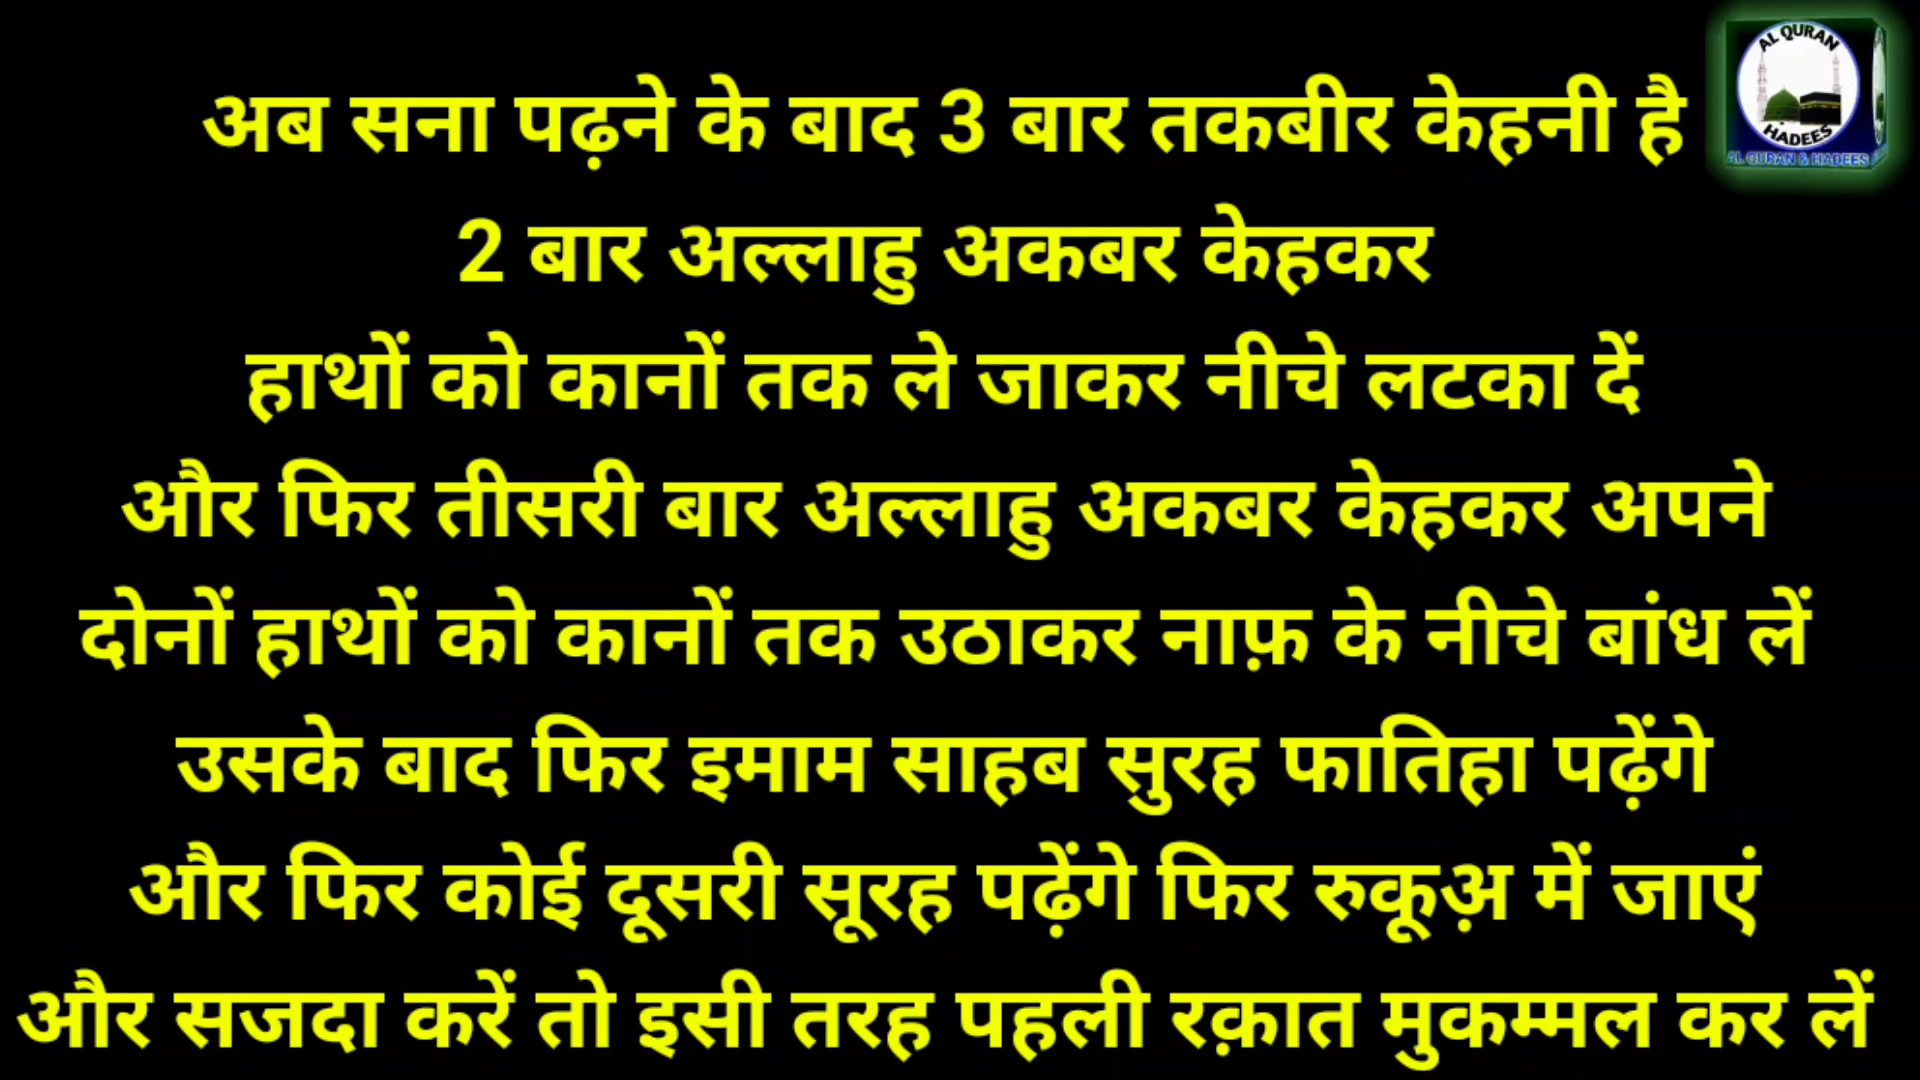 अब सना पढ़ने के बाद 3 बार तकबीर केहनी है
2 बार अल्लाहु अकबर केहकर
हाथों को कानों तक ले जाकर नीचे लटका दें
और फिर तीसरी बार अल्लाहु अकबर केहकर अपने
दोनों हाथों को कानों तक उठाकर नाफ़ के नीचे बांध लें
उसके बाद फिर इमाम साहब सुरह फातिहा पढ़ेंगे
और फिर कोई दूसरी सूरह पढ़ेंगे फिर रुकूअ़ में जाएं
और सजदा करें तो इसी तरह पहली रक़ात मुकम्मल कर लें
AL QURAN
HADEES
AL QURAN & HADEES